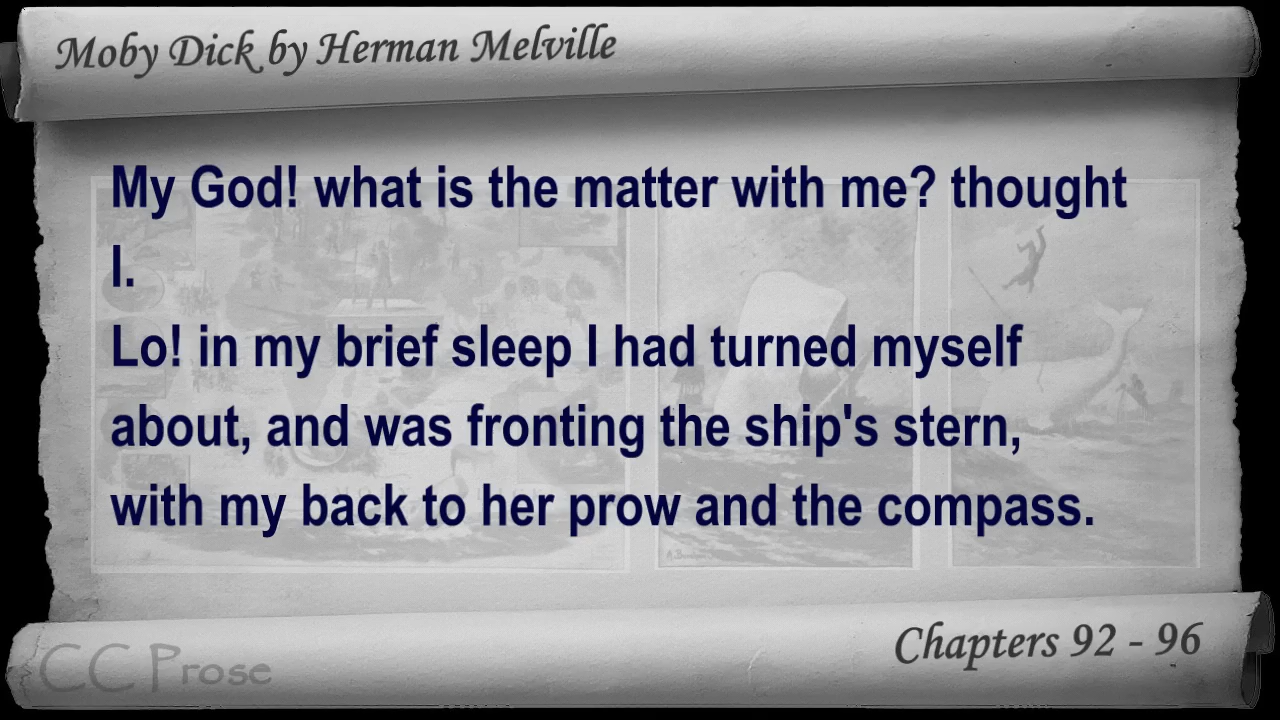 Moby Dick by Herman Melville
My God! what is the matter with me? thought
I.
Lo! in my brief sleep I had turned myself
about, and was fronting the ship's stern,
with my back to her prow and the compass.
Chapters 92 - 96
CC Prose